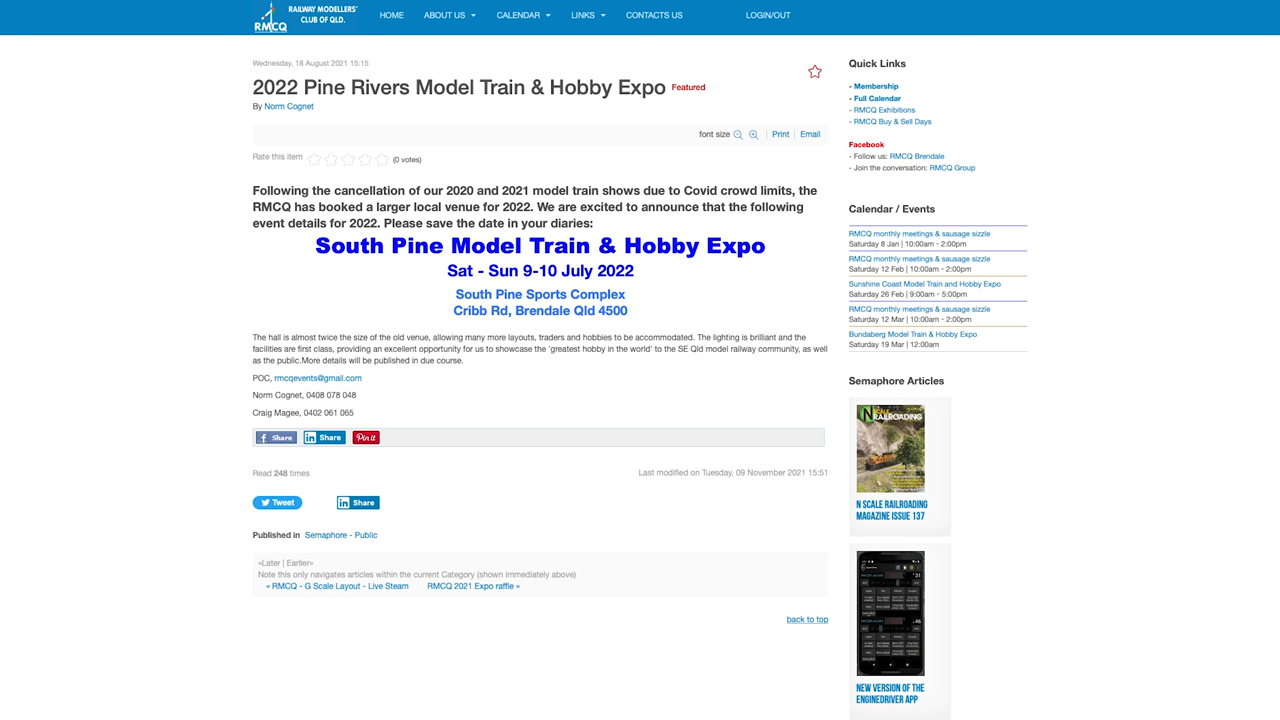 RAILWAY MODELLERS'
CLUB OF QLD.
RMCQ
HOME
ABOUT US
CALENDAR
LINKS
CONTACTS US
LOGIN/OUT
Wednesday, 18 August 2021 15:15
2022 Pine Rivers Model Train & Hobby Expo Featured
By Norm Cognet
font size
Print
Email
Rate this item
(0 votes)
Following the cancellation of our 2020 and 2021 model train shows due to Covid crowd limits, the
RMCQ has booked a larger local venue for 2022. We are excited to announce that the following
event details for 2022. Please save the date in your diaries:
South Pine Model Train & Hobby Expo
Sat - Sun 9-10 July 2022
South Pine Sports Complex
Cribb Rd, Brendale Qld 4500
The hall is almost twice the size of the old venue, allowing many more layouts, traders and hobbies to be accommodated. The lighting is brilliant and the
facilities are first class, providing an excellent opportunity for us to showcase the 'greatest hobby in the world' to the SE Qld model railway community, as well
as the public.More details will be published in due course.
POC, rmcqevents@gmail.com
Norm Cognet, 0408 078 048
Craig Magee, 0402 061 065
f Share
in Share
Pin it
Read 248 times
Last modified on Tuesday, 09 November 2021 15:51
Tweet
in Share
Published in Semaphore - Public
«Later | Earlier»
Note this only navigates articles within the current Category (shown immediately above)
« RMCQ - G Scale Layout - Live Steam
RMCQ 2021 Expo raffle »
back to top
Quick Links
- Membership
- Full Calendar
- RMCQ Exhibitions
- RMCQ Buy & Sell Days
Facebook
- Follow us: RMCQ Brendale
- Join the conversation: RMCQ Group
Calendar / Events
RMCQ monthly meetings & sausage sizzle
Saturday 8 Jan | 10:00am - 2:00pm
RMCQ monthly meetings & sausage sizzle
Saturday 12 Feb | 10:00am - 2:00pm
Sunshine Coast Model Train and Hobby Expo
Saturday 26 Feb | 9:00am - 5:00pm
RMCQ monthly meetings & sausage sizzle
Saturday 12 Mar | 10:00am - 2:00pm
Bundaberg Model Train & Hobby Expo
Saturday 19 Mar | 12:00am
Semaphore Articles
N SCALE
RAILROADING
N SCALE RAILROADING
MAGAZINE ISSUE 137
NEW VERSION OF THE
ENGINEDRIVER APP